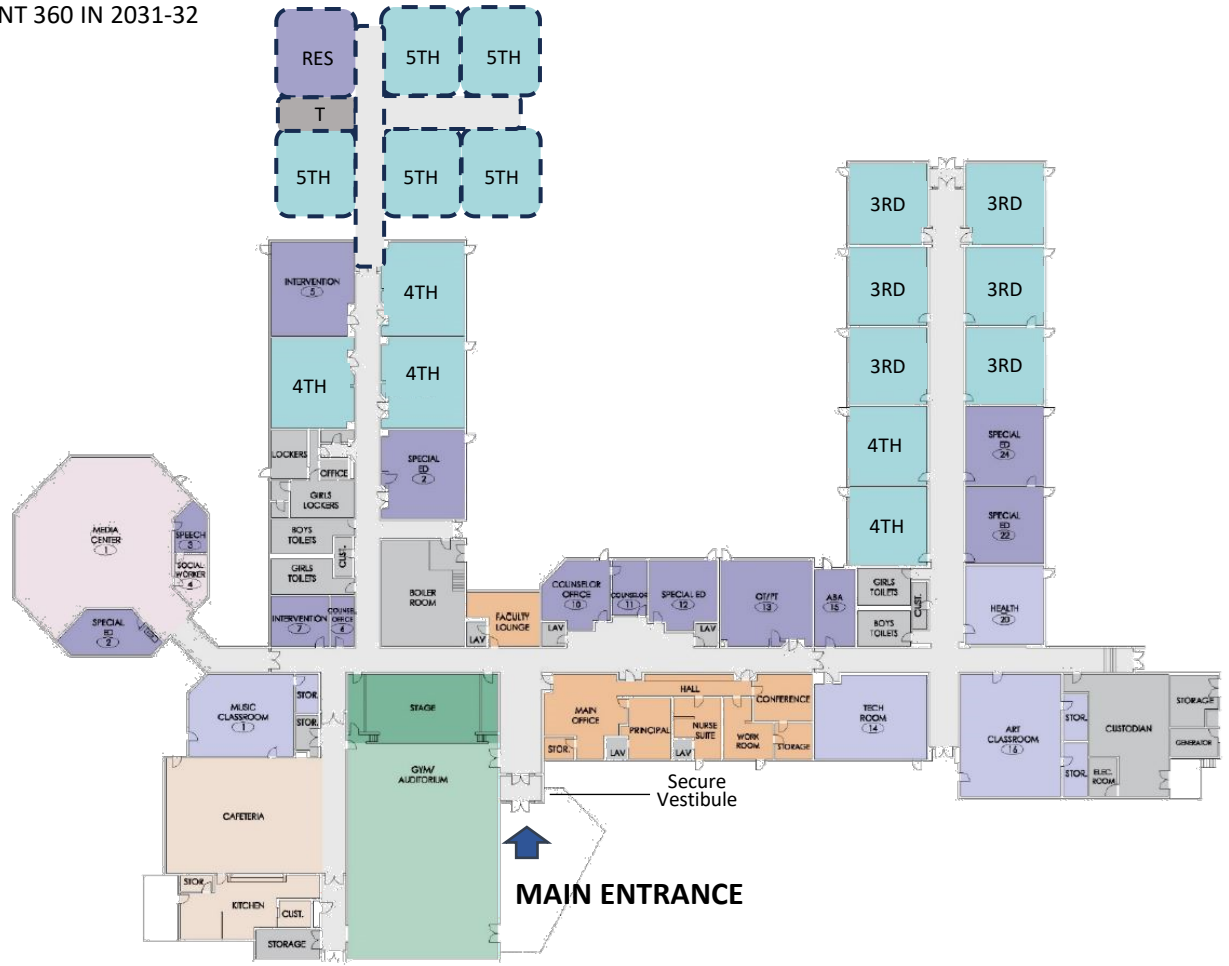 NT 360 IN 2031-32
RES
5TH
5TH
T
5TH
5TH
5TH
INTERVENTION
5
4TH
4TH
4TH
LOCKERS
OFFICE
GIRLS
LOCKERS
SPECIAL
ED
2
BOYS
TOILETS
CUST.
GIRLS
TOILETS
BOILER
ROOM
INTERVENTION
7
COUNSEL
OFFICE
6
MEDIA
CENTER
1
SPEECH
3
SOCIAL
WORKER
4
SPECIAL
ED
2
FACULTY
LOUNGE
LAV
LAV
COUNSELOR
OFFICE
10
COUNSELOR
11
SPECIAL ED
12
LAV
OT/PT
13
ABA
15
3RD
3RD
3RD
3RD
3RD
3RD
4TH
SPECIAL
ED
24
4TH
SPECIAL
ED
22
GIRLS
TOILETS
CUST.
BOYS
TOILETS
HEALTH
20
MUSIC
CLASSROOM
1
STOR.
STOR.
STAGE
GYM/
AUDITORIUM
CAFETERIA
STOR.
KITCHEN
CUST.
STORAGE
HALL
MAIN
OFFICE
STOR.
LAV
PRINCIPAL
LAV
NURSE
SUITE
WORK
ROOM
CONFERENCE
STORAGE
TECH
ROOM
14
ART
CLASSROOM
16
STOR.
STOR.
CUSTODIAN
ELEC.
ROOM
STORAGE
GENERATOR
Secure
Vestibule
MAIN ENTRANCE